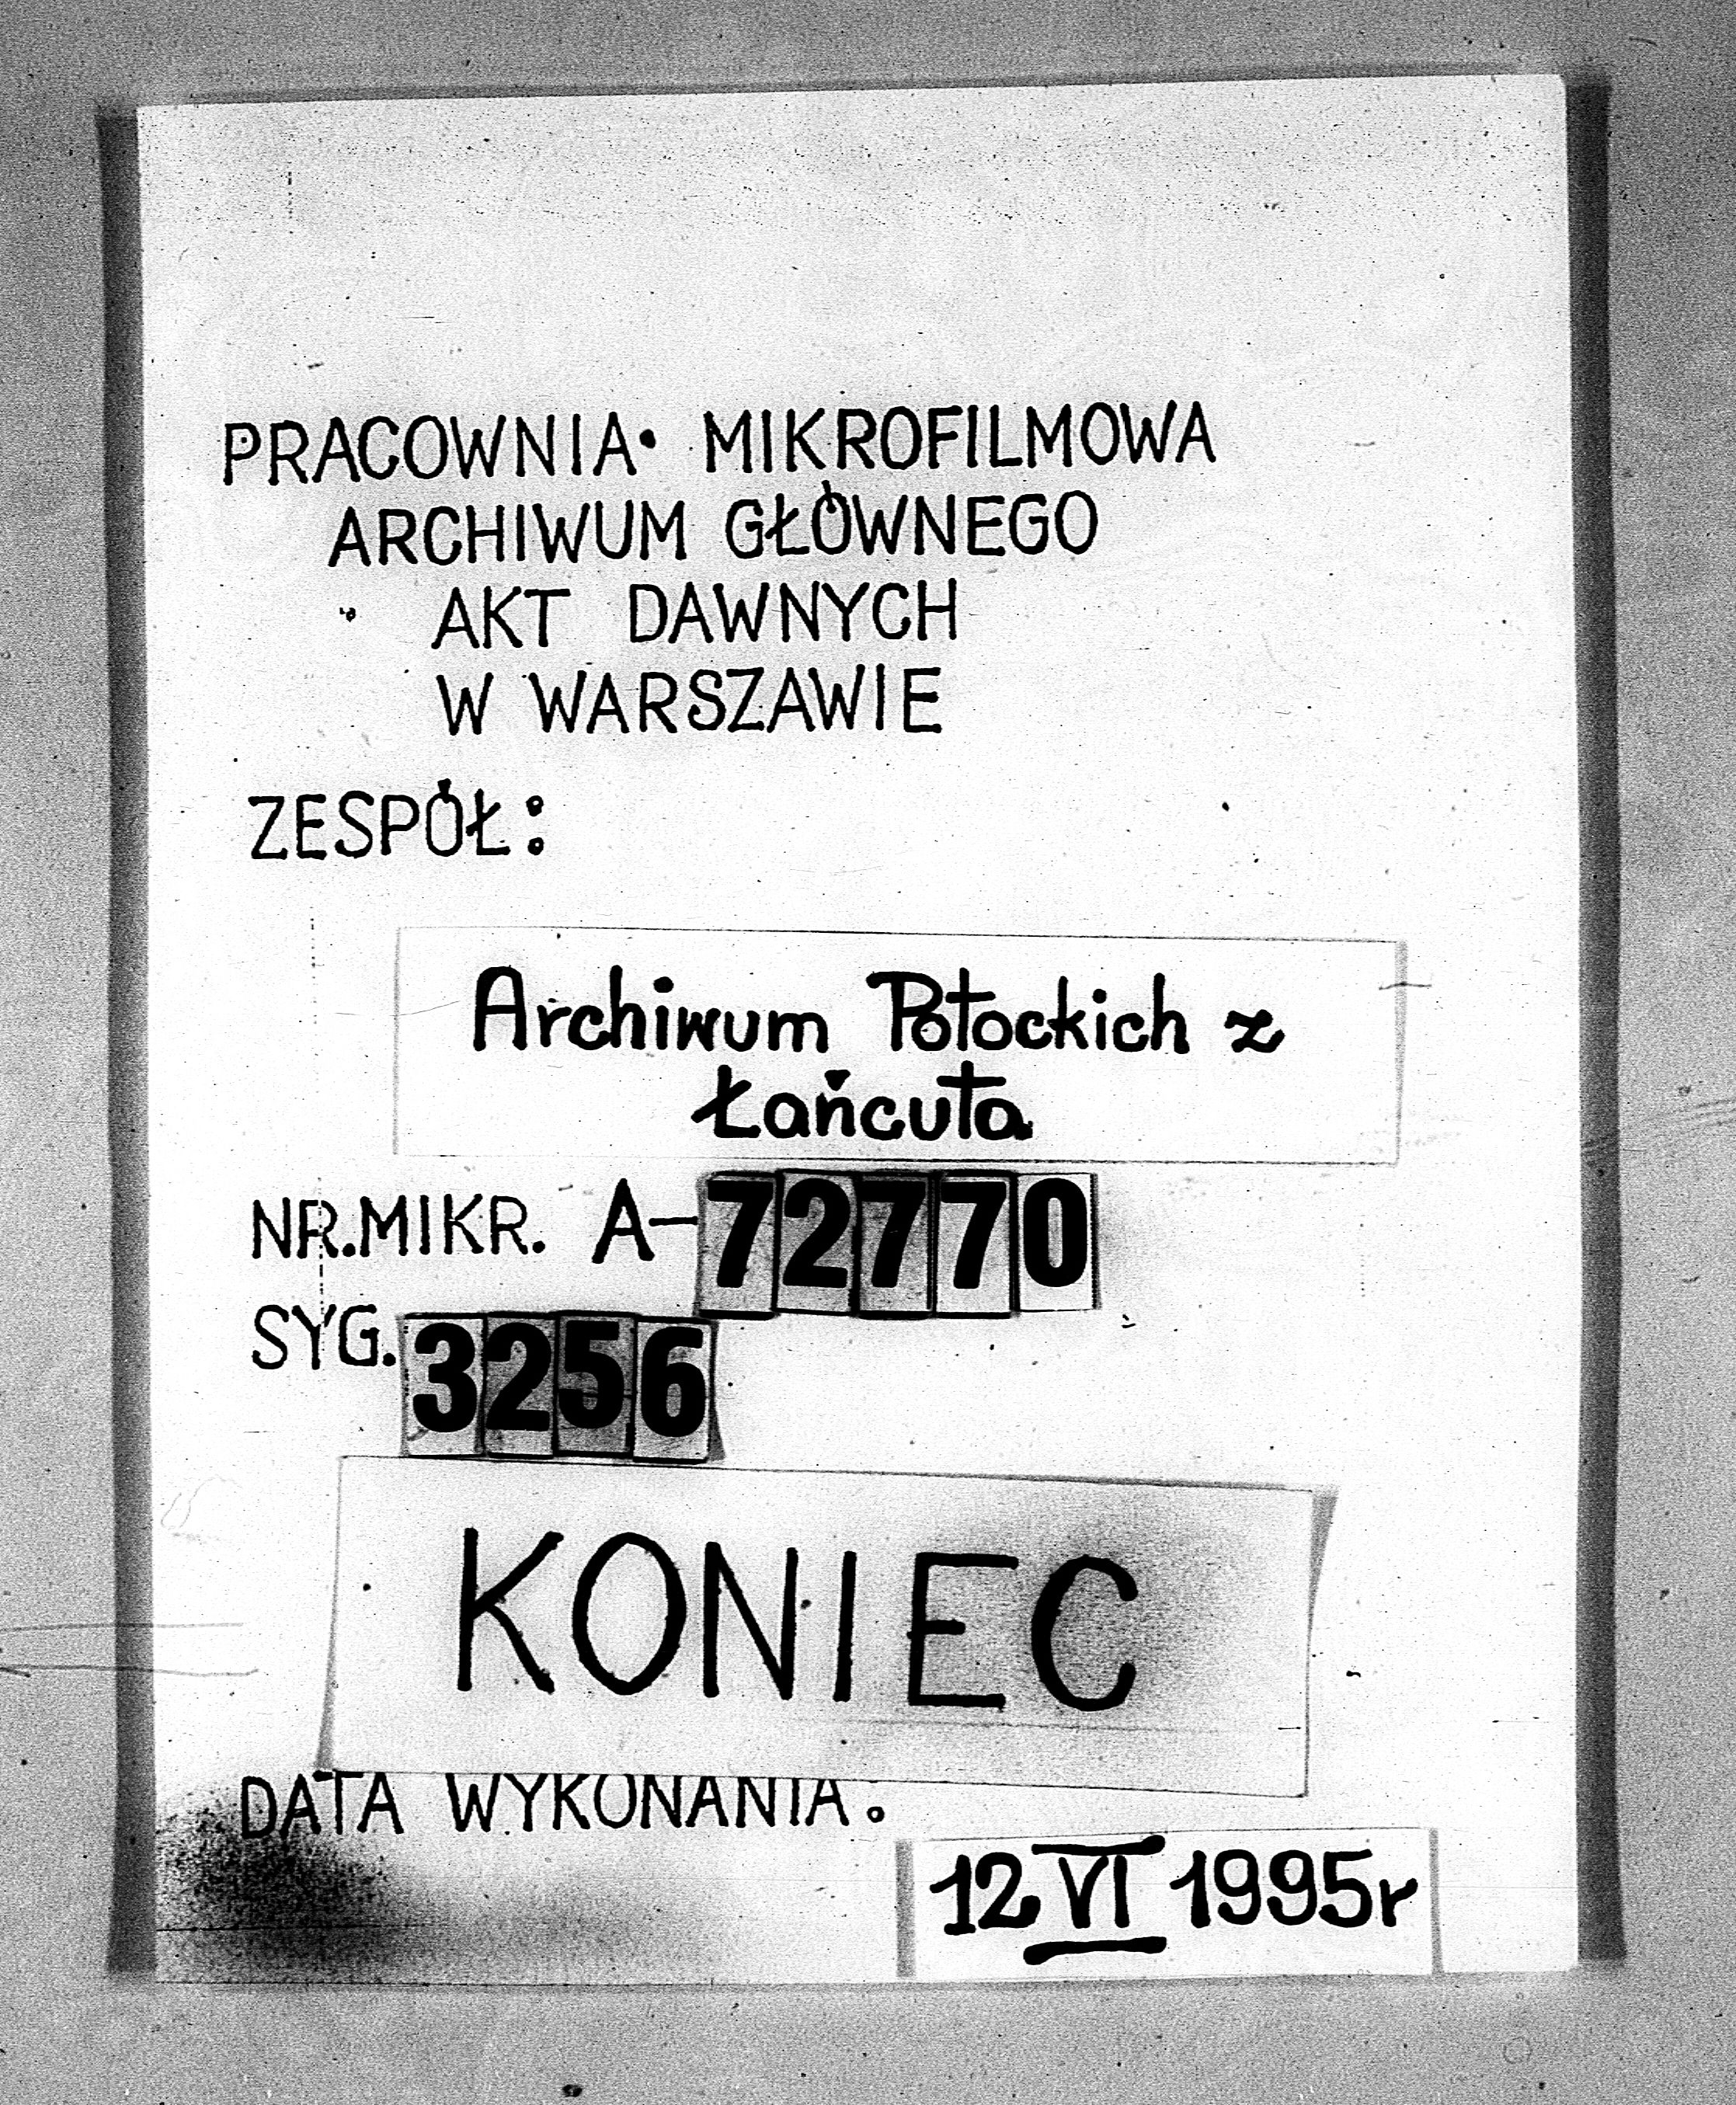 PRACOWNIA MIKROFILMOWA
ARCHIWUM GŁÓWNEGO
AKT DAWNYCH
W WARSZAWIE
ZESPÓŁ:
Archiwum Potockich z
Łańcuta
NR.MIKR. A-72770
SYG. 3256
KONIEC
DATA WYKONANIA:
12 VI 1995r